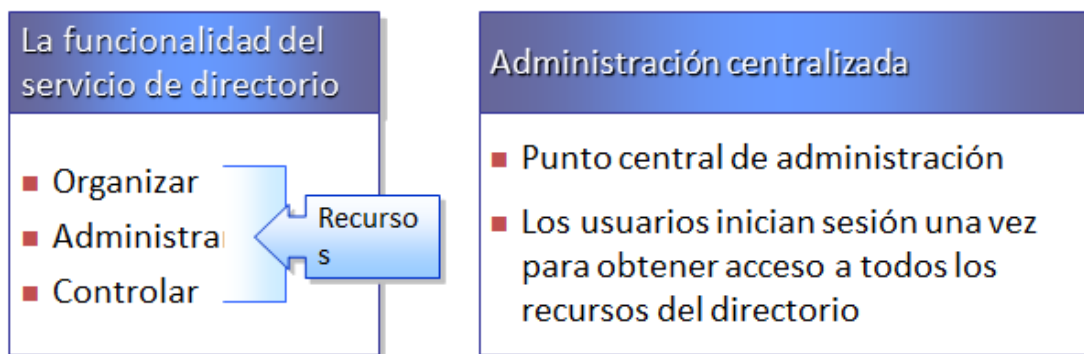 La funcionalidad del
servicio de directorio
Organizar
Administrar
Controlar
Recurso
s
Administración centralizada
Punto central de administración
Los usuarios inician sesión una vez
para obtener acceso a todos los
recursos del directorio